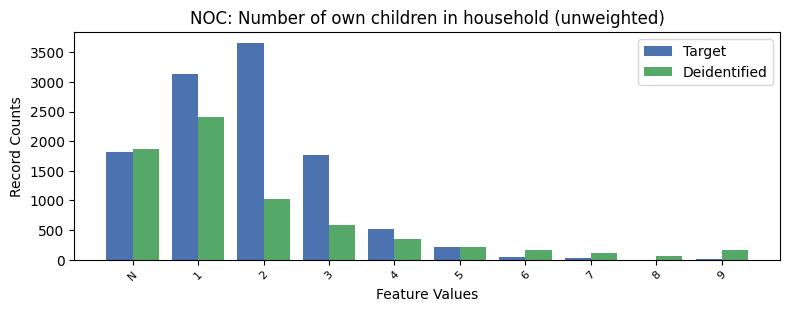 NOC: Number of own children in household (unweighted)
Target
Deidentified
Record Counts
3500
3000
2500
2000
1500
1000
500
0
N 1 2 3 4 5 6 7 8 9
Feature Values